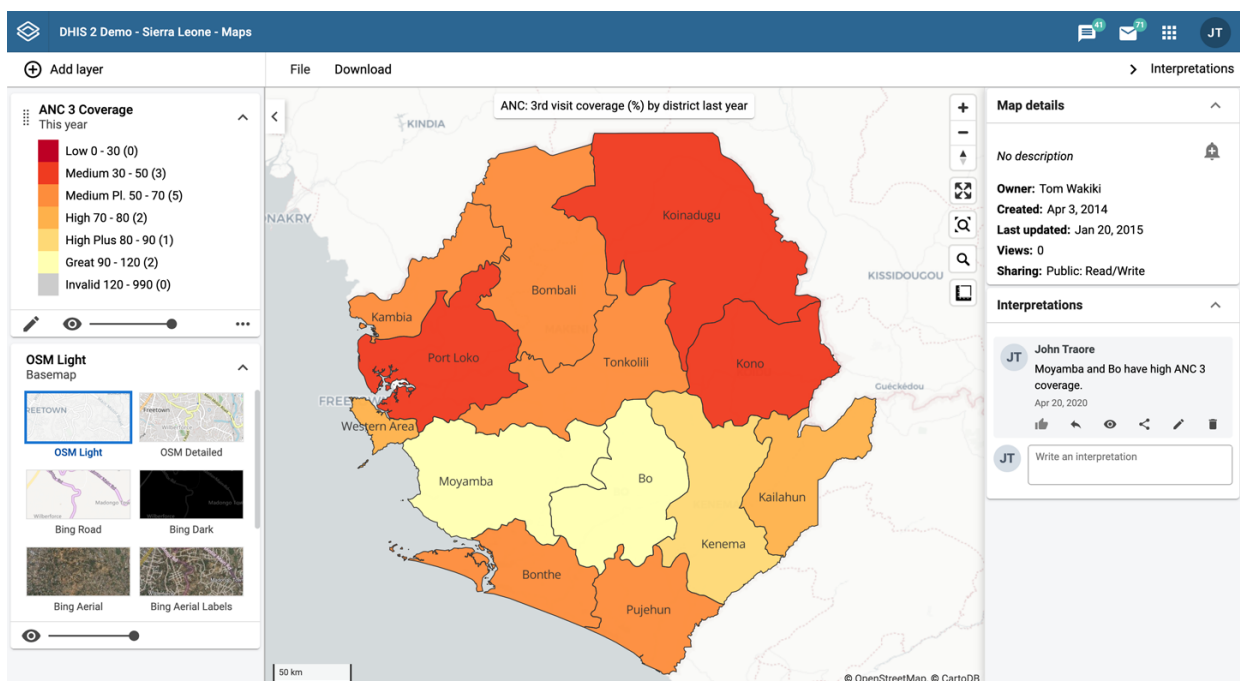 DHIS 2 Demo - Sierra Leone - Maps
41
71
JT
Add layer
File
Download
Interpretations
ANC 3 Coverage
This year
Low 0 - 30 (0)
Medium 30 - 50 (3)
Medium Pl. 50 - 70 (5)
High 70 - 80 (2)
High Plus 80 - 90 (1)
Great 90 - 120 (2)
Invalid 120 - 990 (0)
OSM Light
Basemap
REETOWN
Freetown
OSM Light
OSM Detailed
Wilberforce
Madongo
Bing Road
Bing Dark
Bing Aerial
Bing Aerial Labels
ANC: 3rd visit coverage (%) by district last year
KINDIA
NAKRY
Koinadugu
KISSIDOUGOU
Bombali
Kambia
Port Loko
Tonkolili
Kono
Guéckédou
FREETOW
Western Area
Moyamba
Bo
Kailahun
Kenema
Bonthe
Pujehun
50 km
© OpenStreetMap, © CartoDB
Map details
No description
Owner: Tom Wakiki
Created: Apr 3, 2014
Last updated: Jan 20, 2015
Views: 0
Sharing: Public: Read/Write
Interpretations
JT
John Traore
Moyamba and Bo have high ANC 3
coverage.
Apr 20, 2020
JT
Write an interpretation